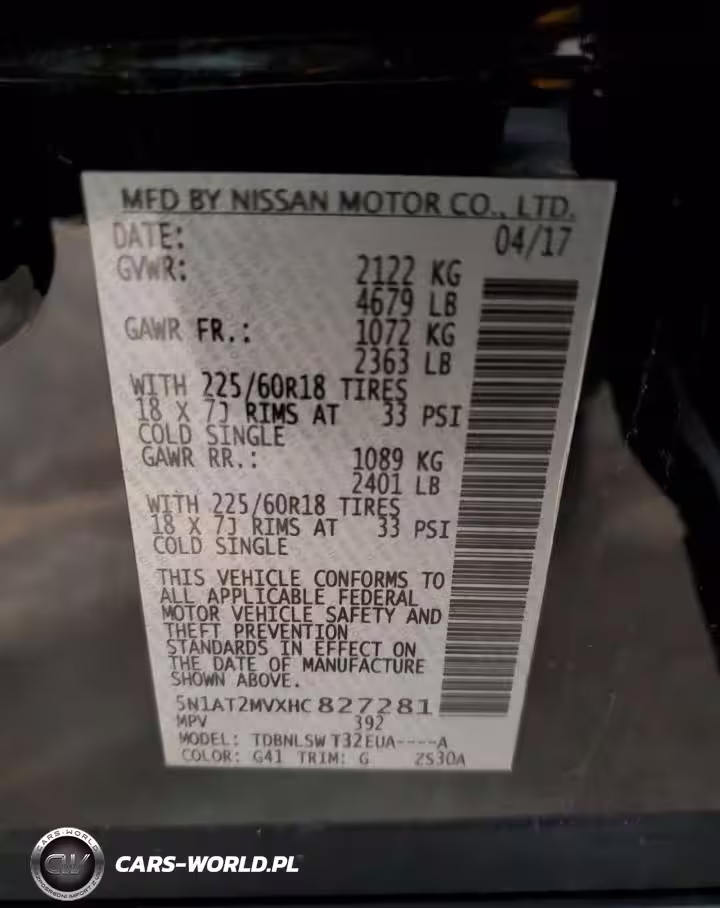 MFD BY NISSAN MOTOR CO., LTD.
DATE: 04/17
GVWR: 2122 KG
4679 LB
GAWR FR.: 1072 KG
2363 LB
WITH 225/60R18 TIRES
18 X 7J RIMS AT 33 PSI
COLD SINGLE
GAWR RR.: 1089 KG
2401 LB
WITH 225/60R18 TIRES
18 X 7J RIMS AT 33 PSI
COLD SINGLE
THIS VEHICLE CONFORMS TO
ALL APPLICABLE FEDERAL
MOTOR VEHICLE SAFETY AND
THEFT PREVENTION
STANDARDS IN EFFECT ON
THE DATE OF MANUFACTURE
SHOWN ABOVE.
5N1AT2MVXHC827281
MPV 392
MODEL: TDBNLSW T32EUA----A
COLOR: G41 TRIM: G 2S30A
CARS-WORLD
CW
CARS-WORLD.PL